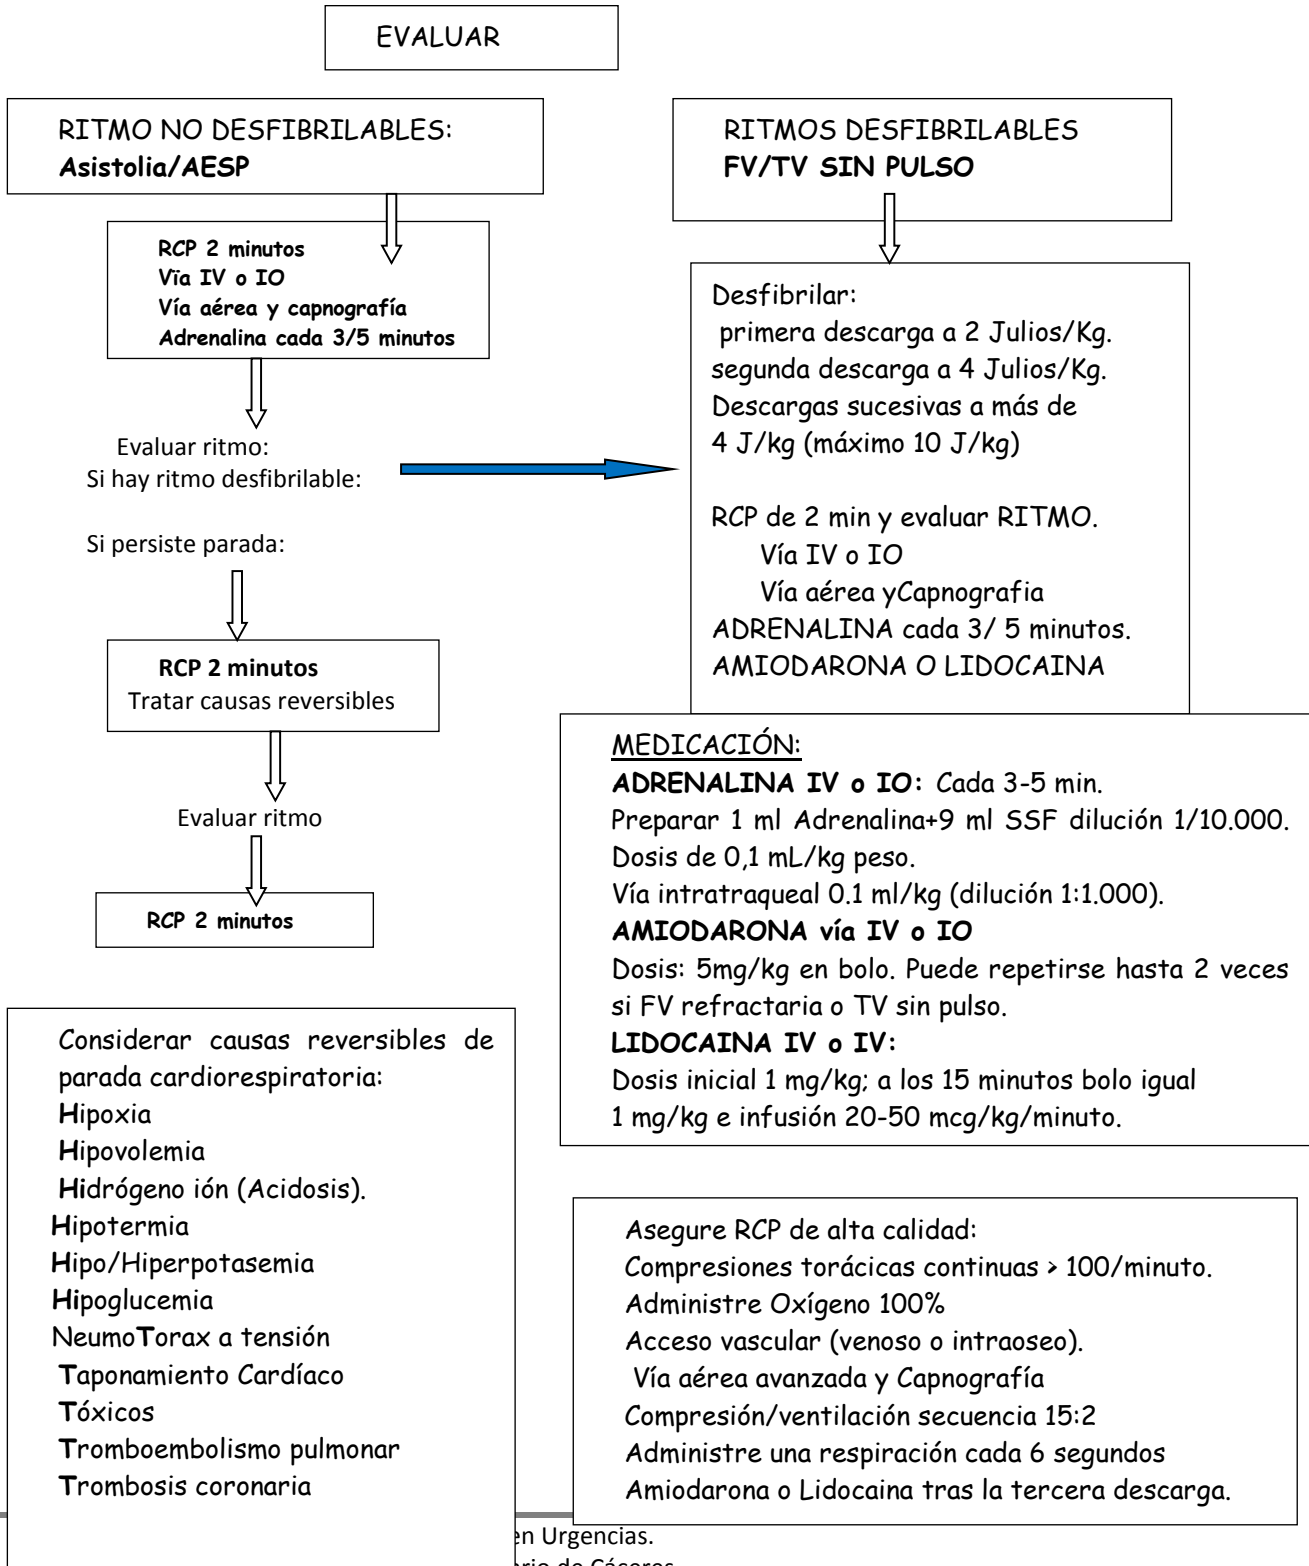 EVALUAR
RITMO NO DESFIBRILABLES:
Asistolia/AESP
RCP 2 minutos
Vïa IV o IO
Vía aérea y capnografía
Adrenalina cada 3/5 minutos
Evaluar ritmo:
Si hay ritmo desfibrilable:
Si persiste parada:
RCP 2 minutos
Tratar causas reversibles
Evaluar ritmo
RCP 2 minutos
RITMOS DESFIBRILABLES
FV/TV SIN PULSO
Desfibrilar:
primera descarga a 2 Julios/Kg.
segunda descarga a 4 Julios/Kg.
Descargas sucesivas a más de
4 J/kg (máximo 10 J/kg)
RCP de 2 min y evaluar RITMO.
Vía IV o IO
Vía aérea yCapnografia
ADRENALINA cada 3/ 5 minutos.
AMIODARONA O LIDOCAINA
MEDICACIÓN:
ADRENALINA IV o IO: Cada 3-5 min.
Preparar 1 ml Adrenalina+9 ml SSF dilución 1/10.000.
Dosis de 0,1 mL/kg peso.
Vía intratraqueal 0.1 ml/kg (dilución 1:1.000).
AMIODARONA vía IV o IO
Dosis: 5mg/kg en bolo. Puede repetirse hasta 2 veces
si FV refractaria o TV sin pulso.
LIDOCAINA IV o IV:
Dosis inicial 1 mg/kg; a los 15 minutos bolo igual
1 mg/kg e infusión 20-50 mcg/kg/minuto.
Considerar causas reversibles de
parada cardiorespiratoria:
Hipoxia
Hipovolemia
Hidrógeno ión (Acidosis).
Hipotermia
Hipo/Hiperpotasemia
Hipoglucemia
NeumoTorax a tensión
Taponamiento Cardíaco
Tóxicos
Tromboembolismo pulmonar
Trombosis coronaria
Asegure RCP de alta calidad:
Compresiones torácicas continuas > 100/minuto.
Administre Oxígeno 100%
Acceso vascular (venoso o intraoseo).
Vía aérea avanzada y Capnografía
Compresión/ventilación secuencia 15:2
Administre una respiración cada 6 segundos
Amiodarona o Lidocaina tras la tercera descarga.
en Urgencias.